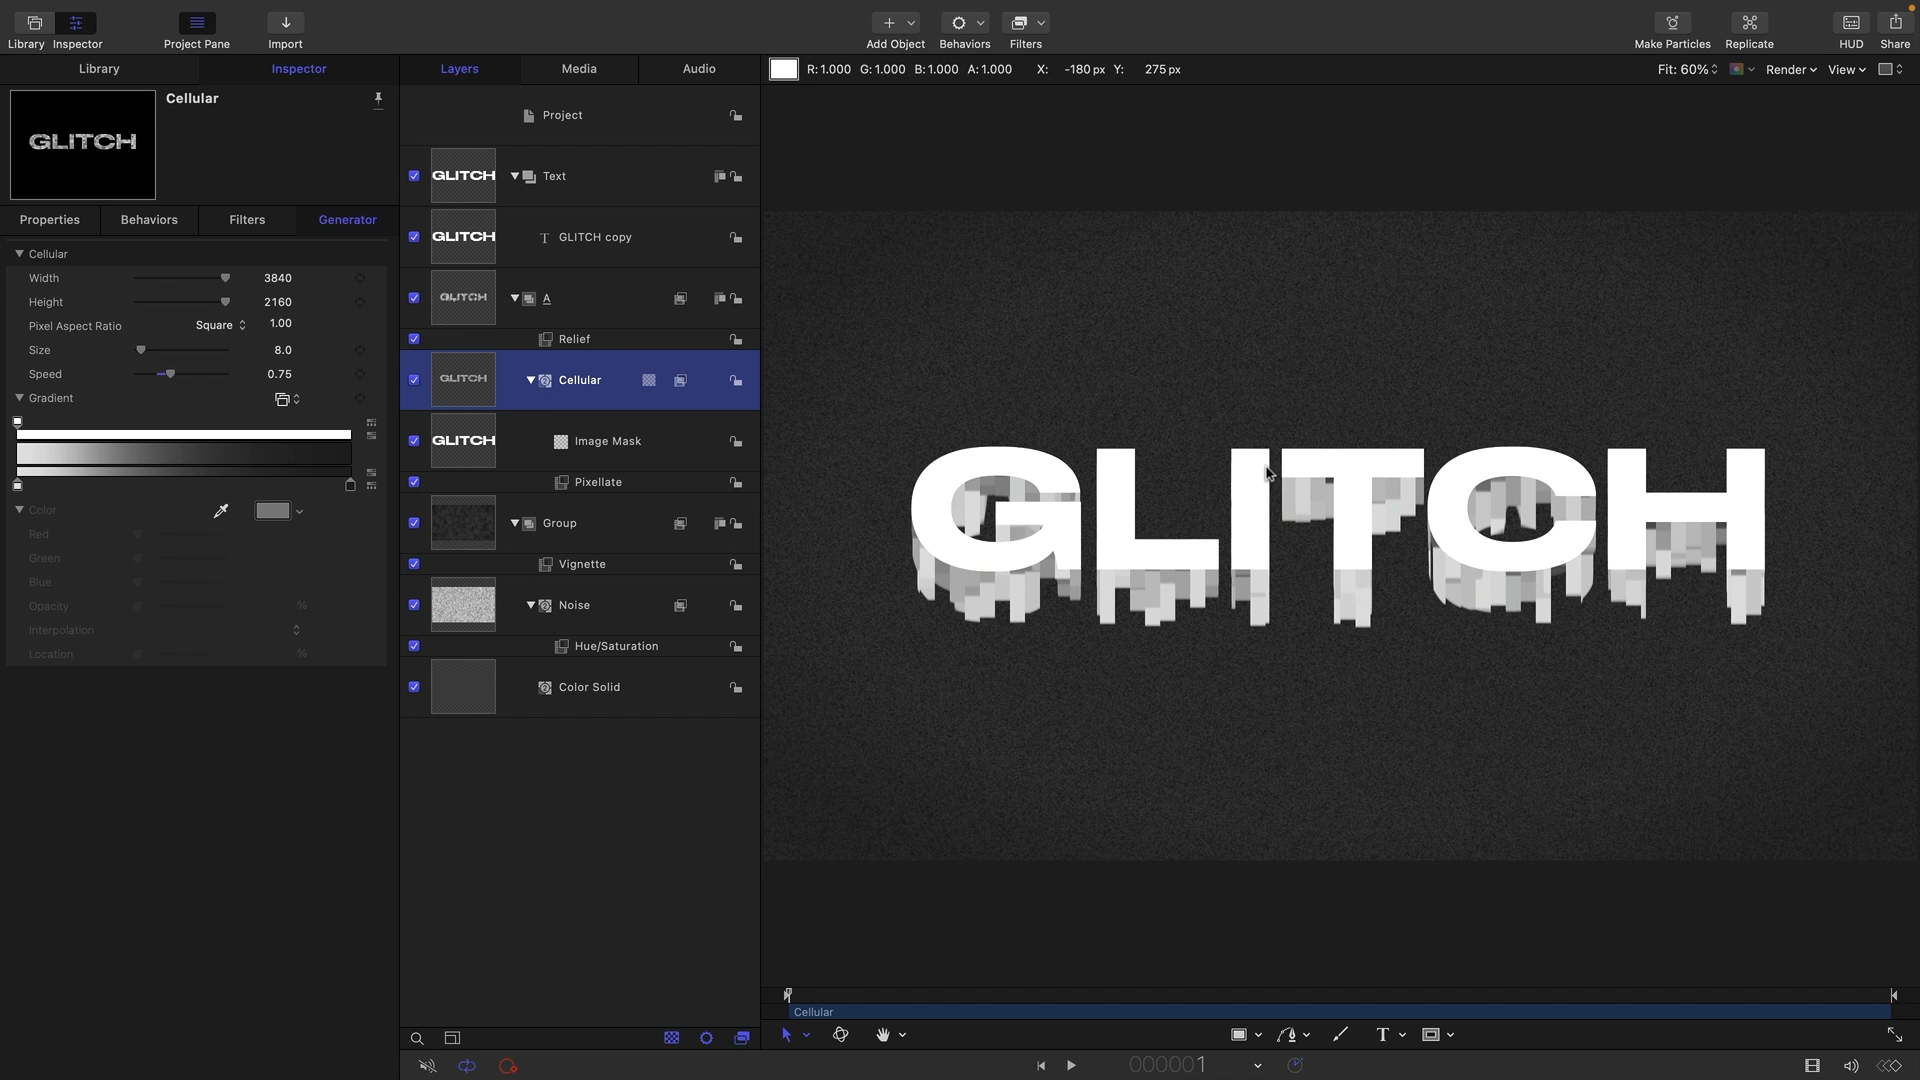 Library Inspector Project Pane Import Add Object Behaviors Filters Make Particles Replicate HUD Share
Library Inspector Layers Media Audio
R:1.000 G:1.000 B:1.000 A:1.000 X: -180 px Y: 275 px Fit: 60% Render View
Cellular
GLITCH
Properties Behaviors Filters Generator
Cellular
Width 3840
Height 2160
Pixel Aspect Ratio Square 1.00
Size 8.0
Speed 0.75
Gradient
Color
Red
Green
Blue
Opacity %
Interpolation
Location %
Project
GLITCH Text
GLITCH T GLITCH copy
GLITCH A
Relief
GLITCH Cellular
GLITCH Image Mask
Pixellate
Group
Vignette
Noise
Hue/Saturation
Color Solid
GLITCH
Cellular
T
000001